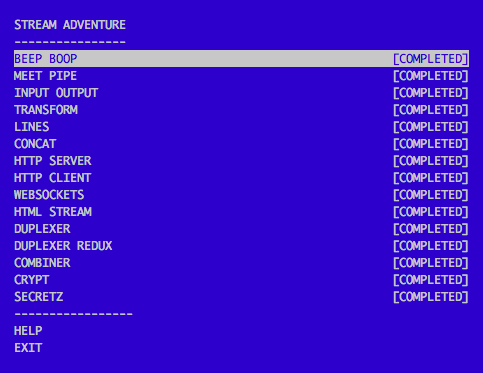 STREAM ADVENTURE
----------------
BEEP BOOP [COMPLETED]
MEET PIPE [COMPLETED]
INPUT OUTPUT [COMPLETED]
TRANSFORM [COMPLETED]
LINES [COMPLETED]
CONCAT [COMPLETED]
HTTP SERVER [COMPLETED]
HTTP CLIENT [COMPLETED]
WEBSOCKETS [COMPLETED]
HTML STREAM [COMPLETED]
DUPLEXER [COMPLETED]
DUPLEXER REDUX [COMPLETED]
COMBINER [COMPLETED]
CRYPT [COMPLETED]
SECRETZ [COMPLETED]
-----------------
HELP
EXIT